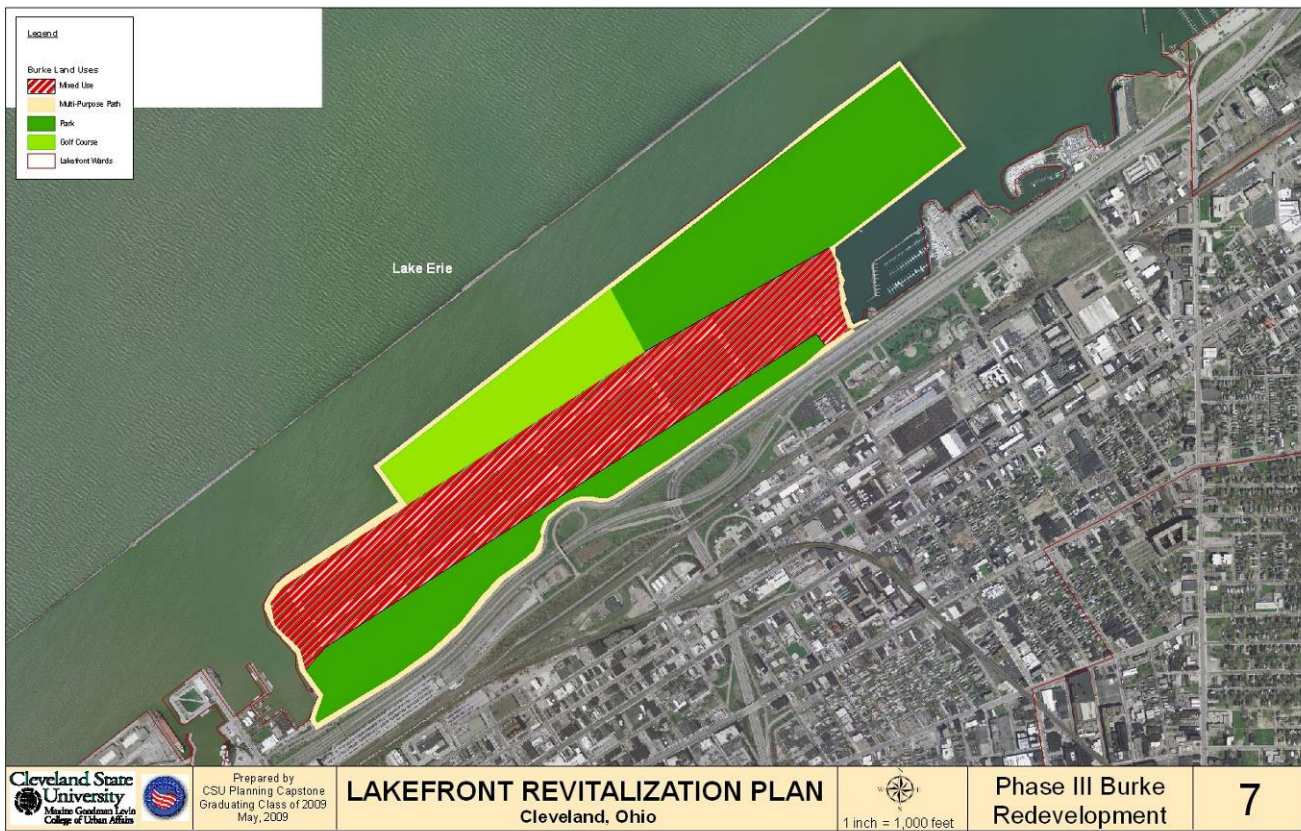 Legend
Burke Land Uses
Mixed Use
Multi-Purpose Path
Park
Golf Course
Lakefront Wards
Lake Erie
Cleveland State
University
Maxine Goodman Levin
College of Urban Affairs
Prepared by
CSU Planning Capstone
Graduating Class of 2009
May, 2009
LAKEFRONT REVITALIZATION PLAN
Cleveland, Ohio
N
W
E
S
1 inch = 1,000 feet
Phase III Burke
Redevelopment
7